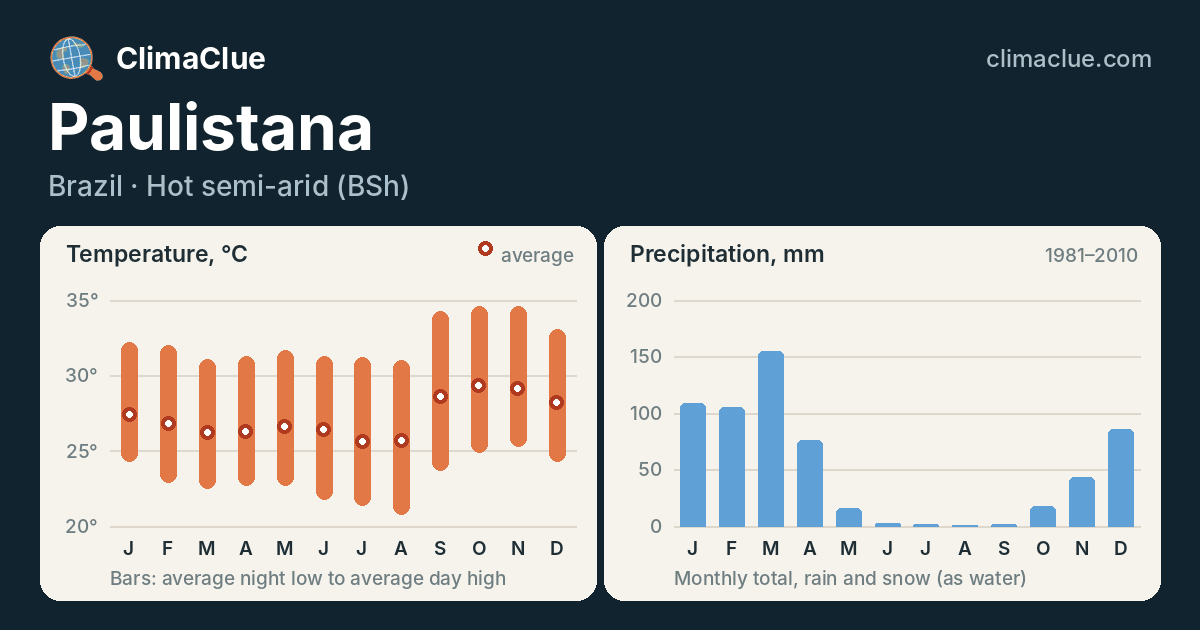 ClimaClue
climaclue.com
Paulistana
Brazil · Hot semi-arid (BSh)
Temperature, °C
average
35°
30°
25°
20°
J F M A M J J A S O N D
Bars: average night low to average day high
Precipitation, mm
1981–2010
200
150
100
50
0
J F M A M J J A S O N D
Monthly total, rain and snow (as water)